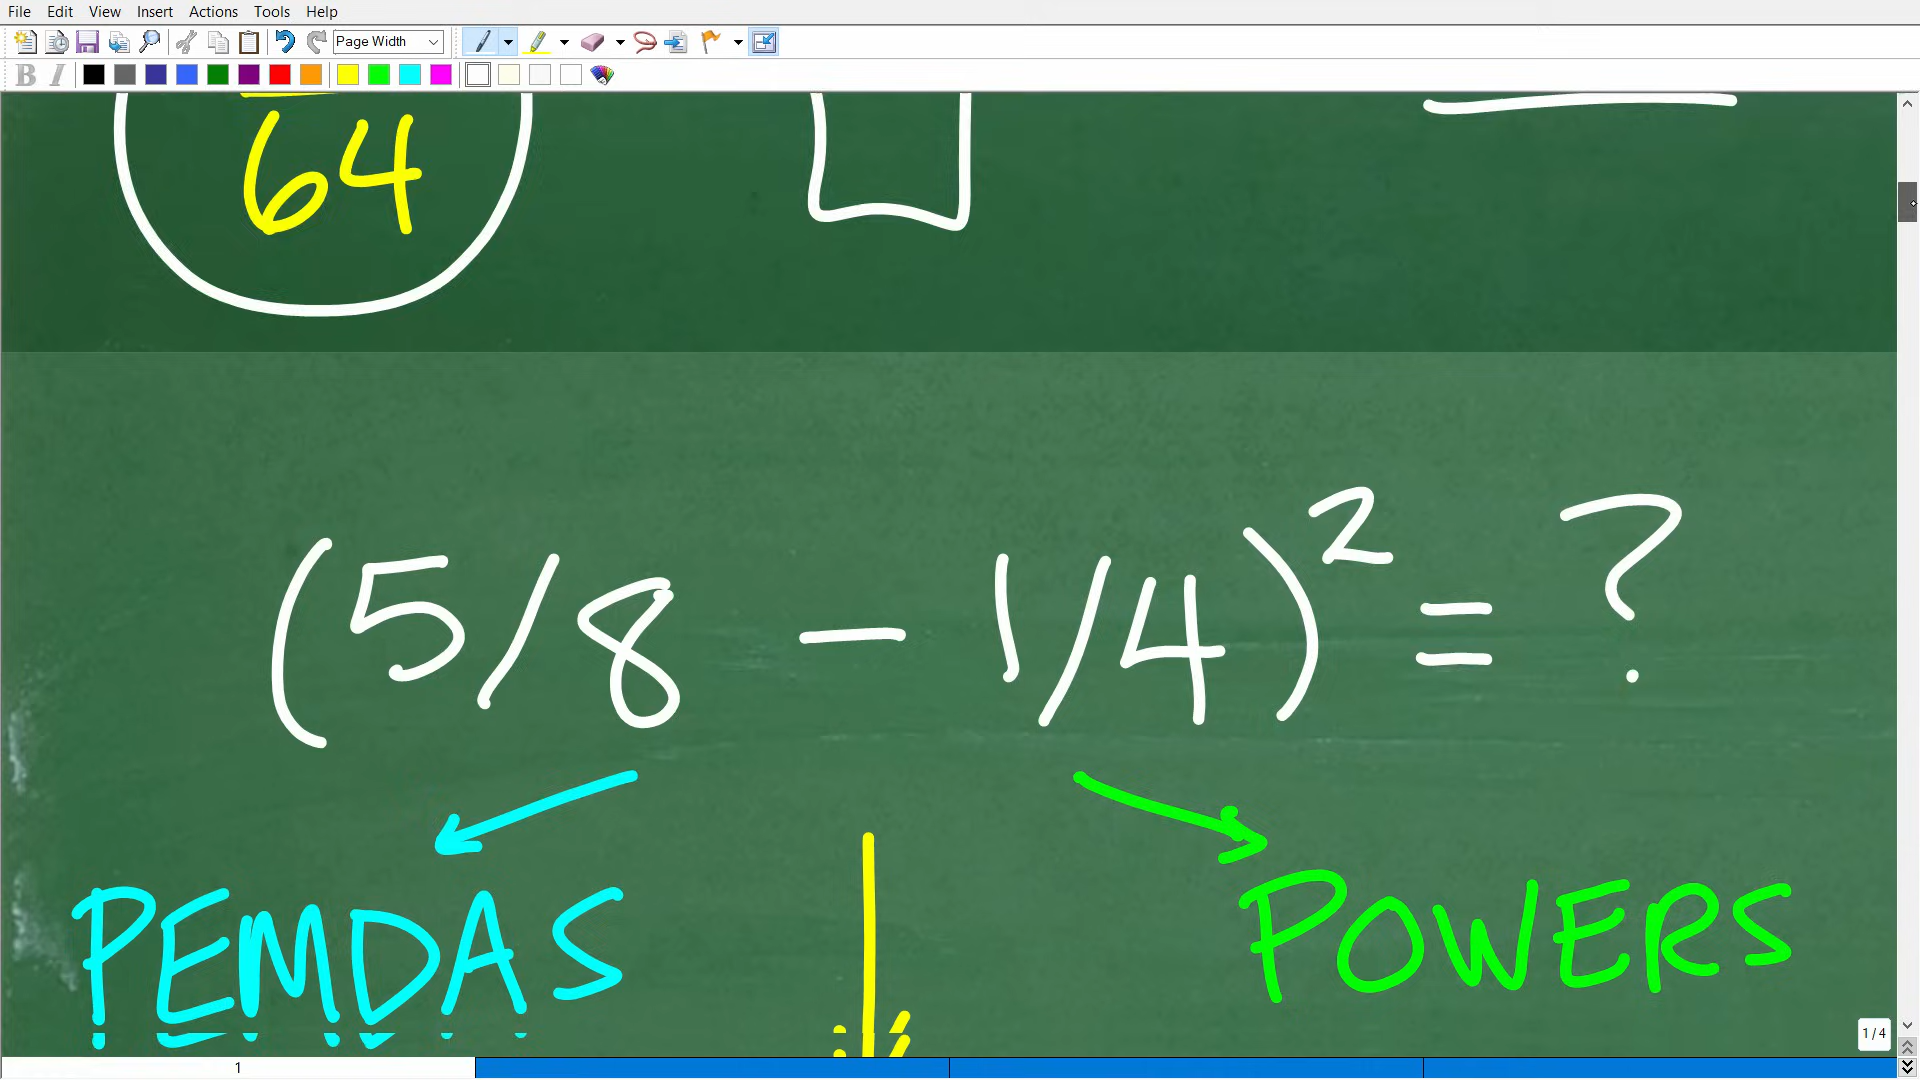 File Edit View Insert Actions Tools Help
Page Width
B I
64
(5/8 - 1/4)² = ?
PEMDAS POWERS
1/4
1